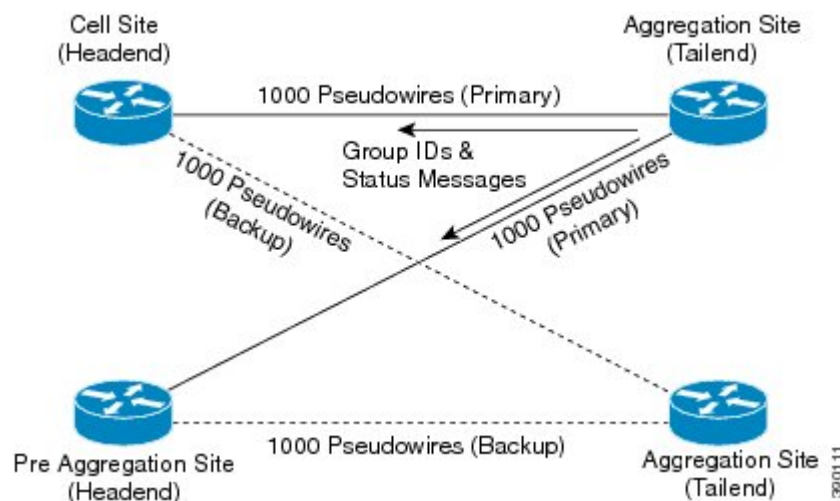 Cell Site
(Headend)
Aggregation Site
(Tailend)
1000 Pseudowires (Primary)
Group IDs &
Status Messages
1000 Pseudowires
(Backup)
1000 Pseudowires
(Primary)
1000 Pseudowires (Backup)
Pre Aggregation Site
(Headend)
Aggregation Site
(Tailend)